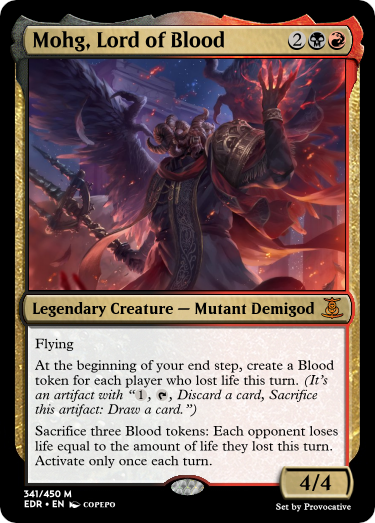 Mohg, Lord of Blood 2
Legendary Creature — Mutant Demigod
Flying
At the beginning of your end step, create a Blood
token for each player who lost life this turn. (It's
an artifact with “1, T, Discard a card, Sacrifice
this artifact: Draw a card.”)
Sacrifice three Blood tokens: Each opponent loses
life equal to the amount of life they lost this turn.
Activate only once each turn.
4/4
341/450 M
EDR • EN COPEPO
Set by Provocative